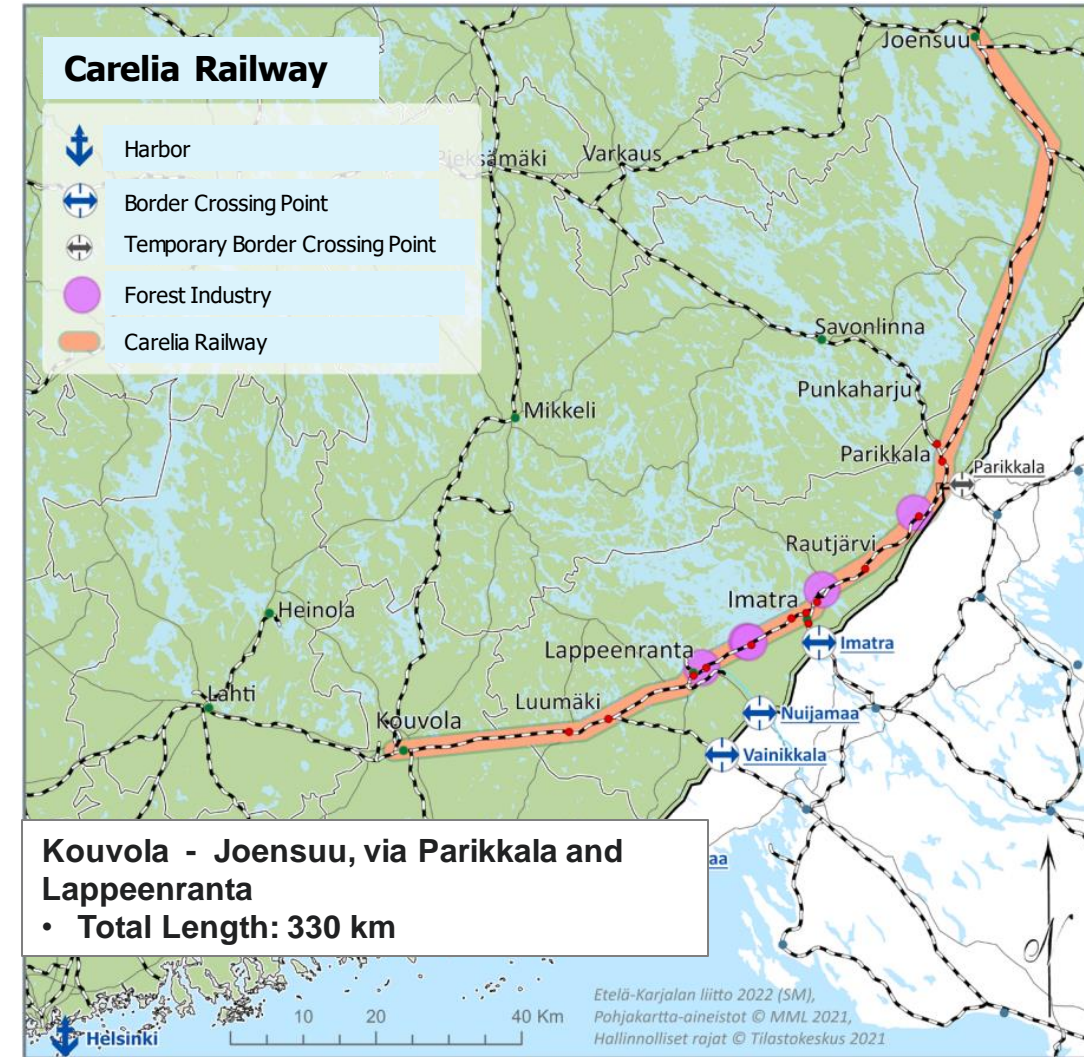 Carelia Railway
Harbor
Border Crossing Point
Temporary Border Crossing Point
Forest Industry
Carelia Railway
Joensuu
Pieksämäki
Varkaus
Savonlinna
Punkaharju
Mikkeli
Parikkala
Parikkala
Rautjärvi
Imatra
Heinola
Lappeenranta
Imatra
Luumäki
Lahti
Kouvola
Nuijamaa
Vainikkala
Kouvola - Joensuu, via Parikkala and
Lappeenranta
• Total Length: 330 km
aa
N
Helsinki
10 20 40 Km
Etelä-Karjalan liitto 2022 (SM),
Pohjakartta-aineistot © MML 2021,
Hallinnolliset rajat © Tilastokeskus 2021